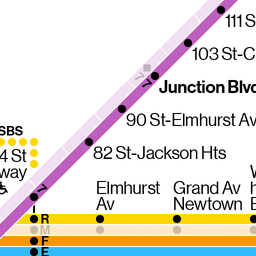 111 S
103 St-C
7
7
Junction Blvd
90 St-Elmhurst Av
SBS
4 St
way
82 St-Jackson Hts
7
Elmhurst
Av
Grand Av
Newtown
R
M
F
E